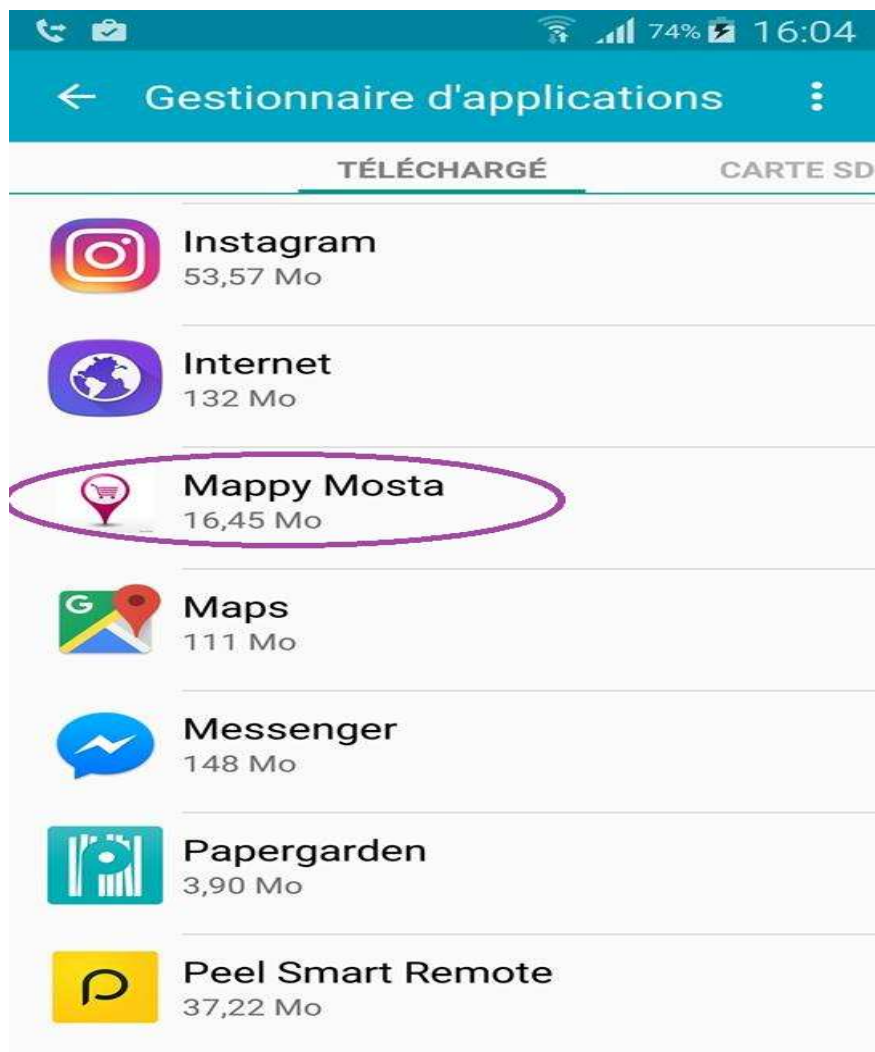 74% 16:04
Gestionnaire d'applications
TÉLÉCHARGÉ CARTE SD
Instagram
53,57 Mo
Internet
132 Mo
Mappy Mosta
16,45 Mo
G
Maps
111 Mo
Messenger
148 Mo
Papergarden
3,90 Mo
Peel Smart Remote
37,22 Mo